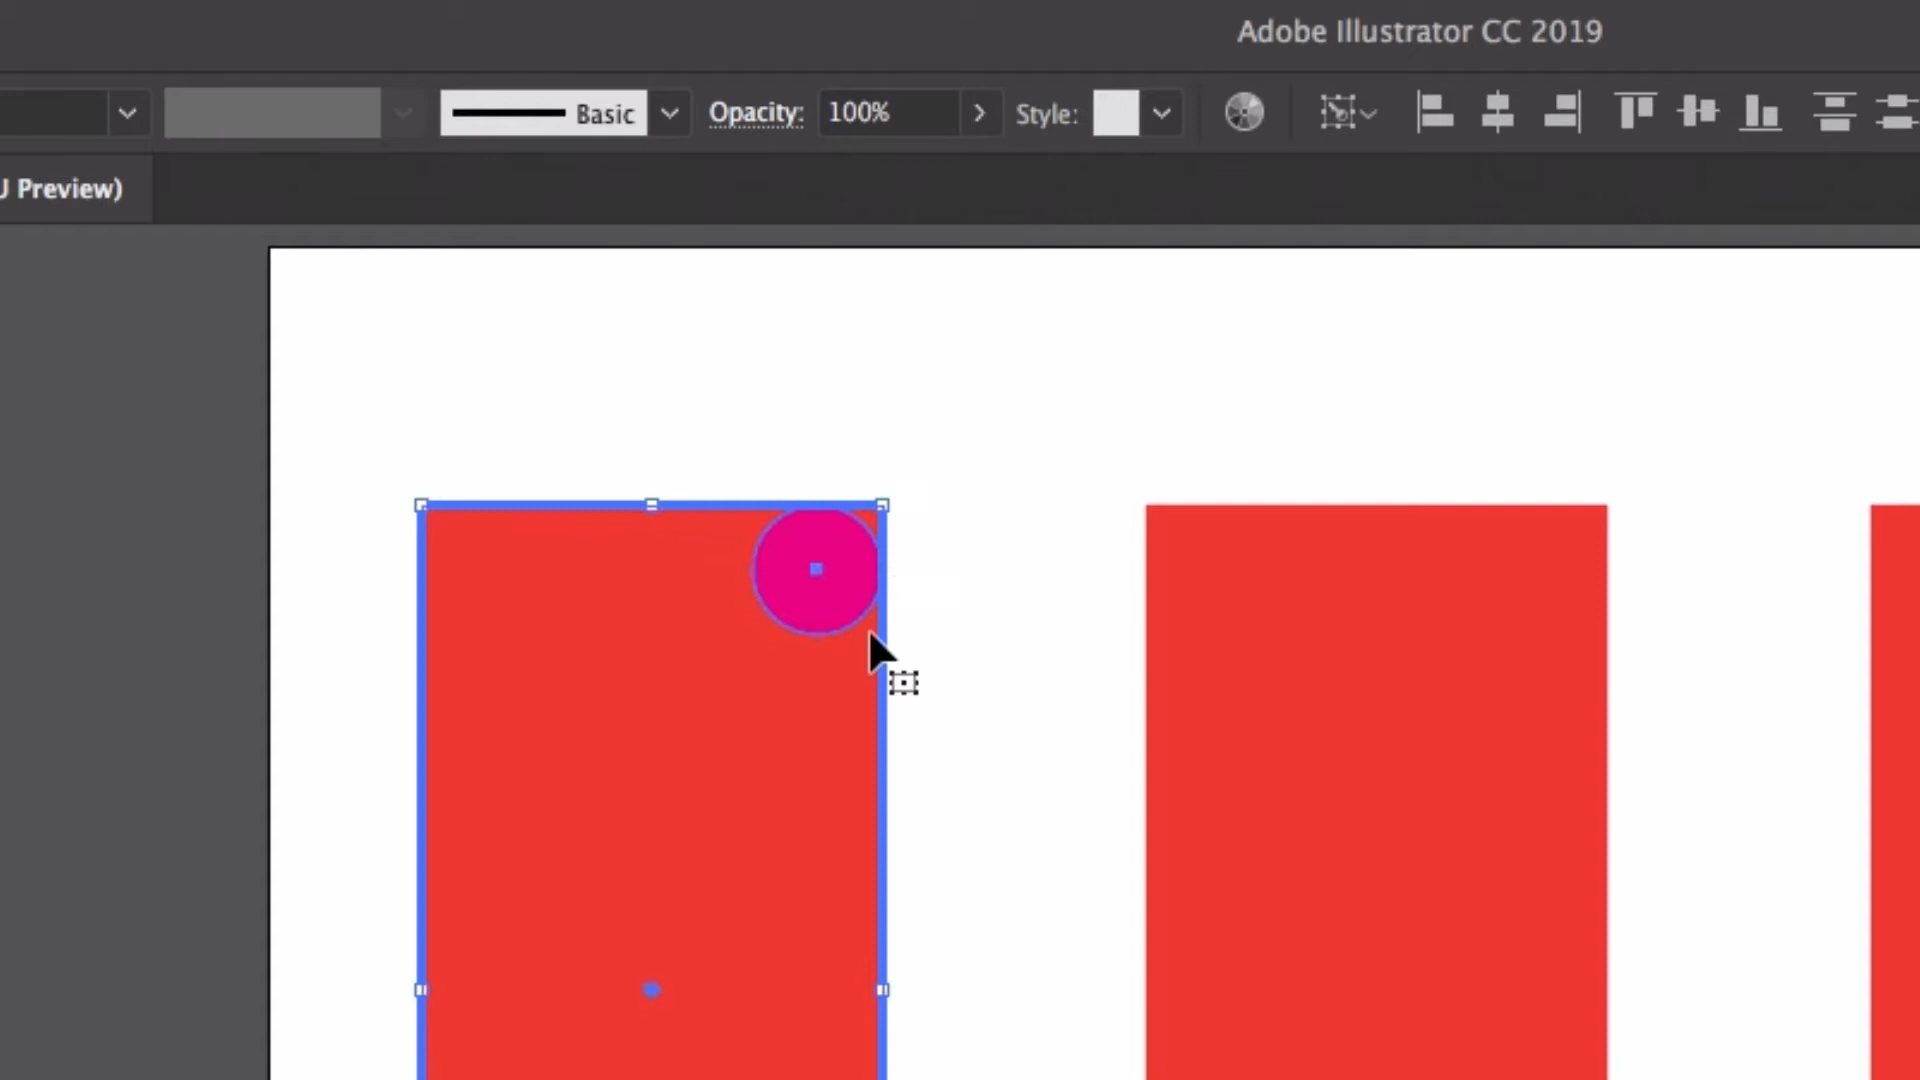 Adobe Illustrator CC 2019
Basic
Opacity: 100%
Style:
Preview)